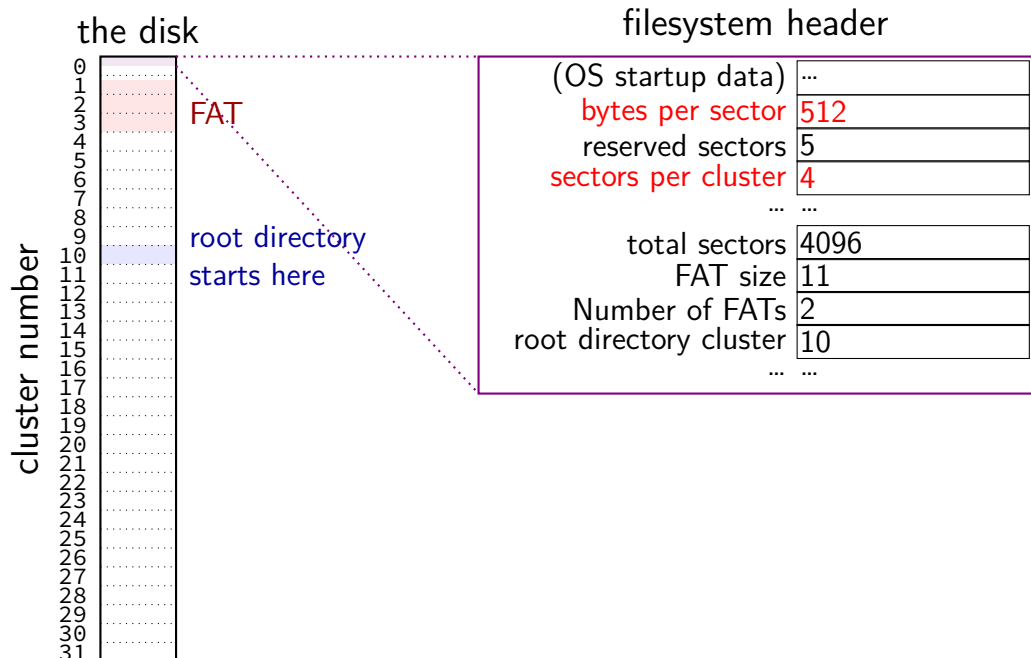 the disk
filesystem header
cluster number
0
1
2
3
4
5
6
7
8
9
10
11
12
13
14
15
16
17
18
19
20
21
22
23
24
25
26
27
28
29
30
31
FAT
root directory
starts here
(OS startup data) …
bytes per sector 512
reserved sectors 5
sectors per cluster 4
… …
total sectors 4096
FAT size 11
Number of FATs 2
root directory cluster 10
… …